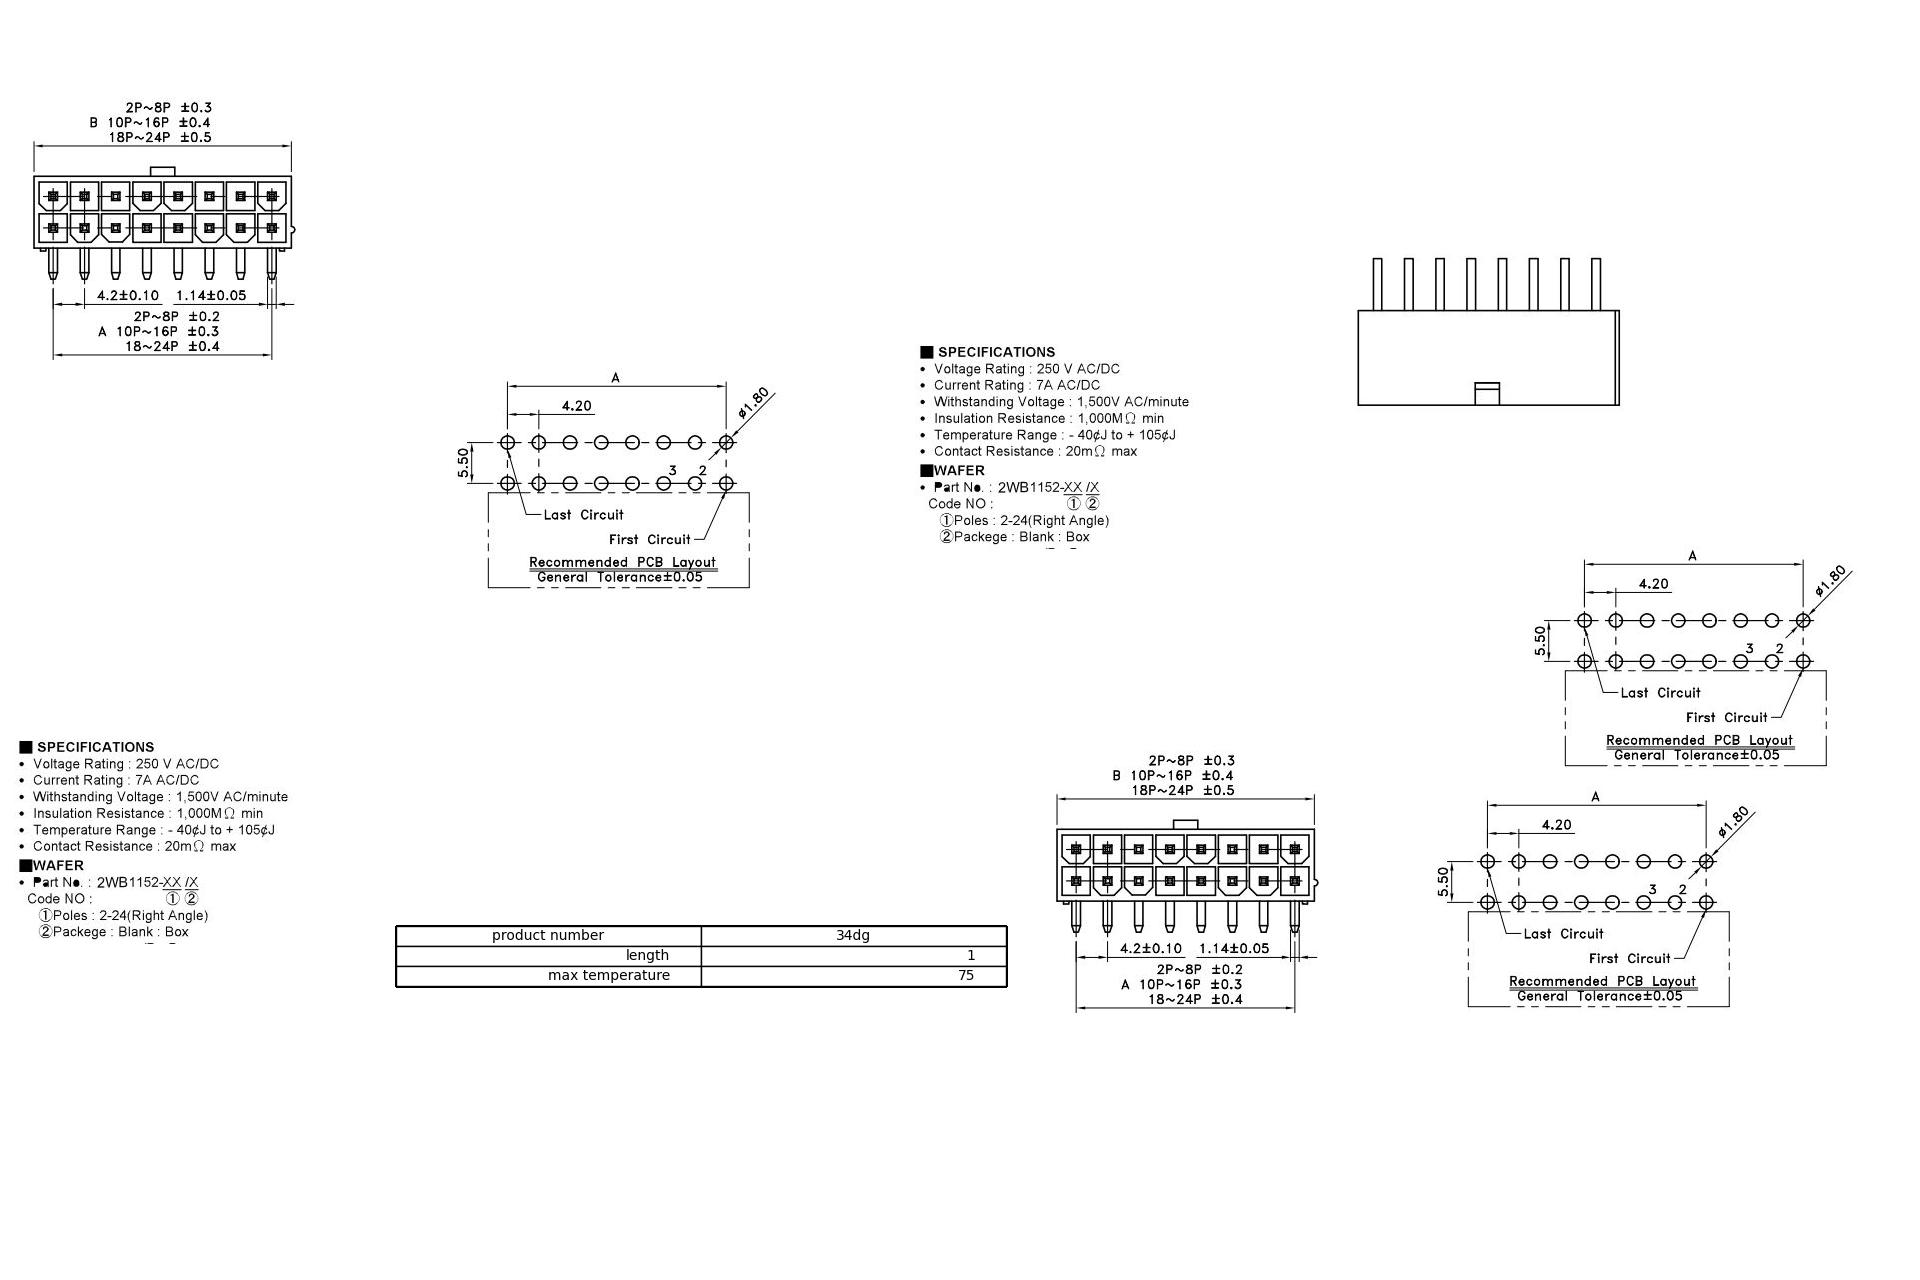 2P~8P ±0.3
B 10P~16P ±0.4
18P~24P ±0.5
4.2±0.10 1.14±0.05
2P~8P ±0.2
A 10P~16P ±0.3
18~24P ±0.4
A
4.20
ø1.80
5.50
3 2
Last Circuit
First Circuit
Recommended PCB Layout
General Tolerance±0.05
■ SPECIFICATIONS
• Voltage Rating : 250 V AC/DC
• Current Rating : 7A AC/DC
• Withstanding Voltage : 1,500V AC/minute
• Insulation Resistance : 1,000MΩ min
• Temperature Range : - 40¢J to + 105¢J
• Contact Resistance : 20mΩ max
■WAFER
• Part No. : 2WB1152-XX /X
Code NO : ① ②
①Poles : 2-24(Right Angle)
②Packege : Blank : Box
A
4.20
ø1.80
5.50
3 2
Last Circuit
First Circuit
Recommended PCB Layout
General Tolerance±0.05
■ SPECIFICATIONS
• Voltage Rating : 250 V AC/DC
• Current Rating : 7A AC/DC
• Withstanding Voltage : 1,500V AC/minute
• Insulation Resistance : 1,000MΩ min
• Temperature Range : - 40¢J to + 105¢J
• Contact Resistance : 20mΩ max
■WAFER
• Part No. : 2WB1152-XX /X
Code NO : ① ②
①Poles : 2-24(Right Angle)
②Packege : Blank : Box
product number 34dg
length 1
max temperature 75
2P~8P ±0.3
B 10P~16P ±0.4
18P~24P ±0.5
4.2±0.10 1.14±0.05
2P~8P ±0.2
A 10P~16P ±0.3
18~24P ±0.4
A
4.20
ø1.80
5.50
3 2
Last Circuit
First Circuit
Recommended PCB Layout
General Tolerance±0.05